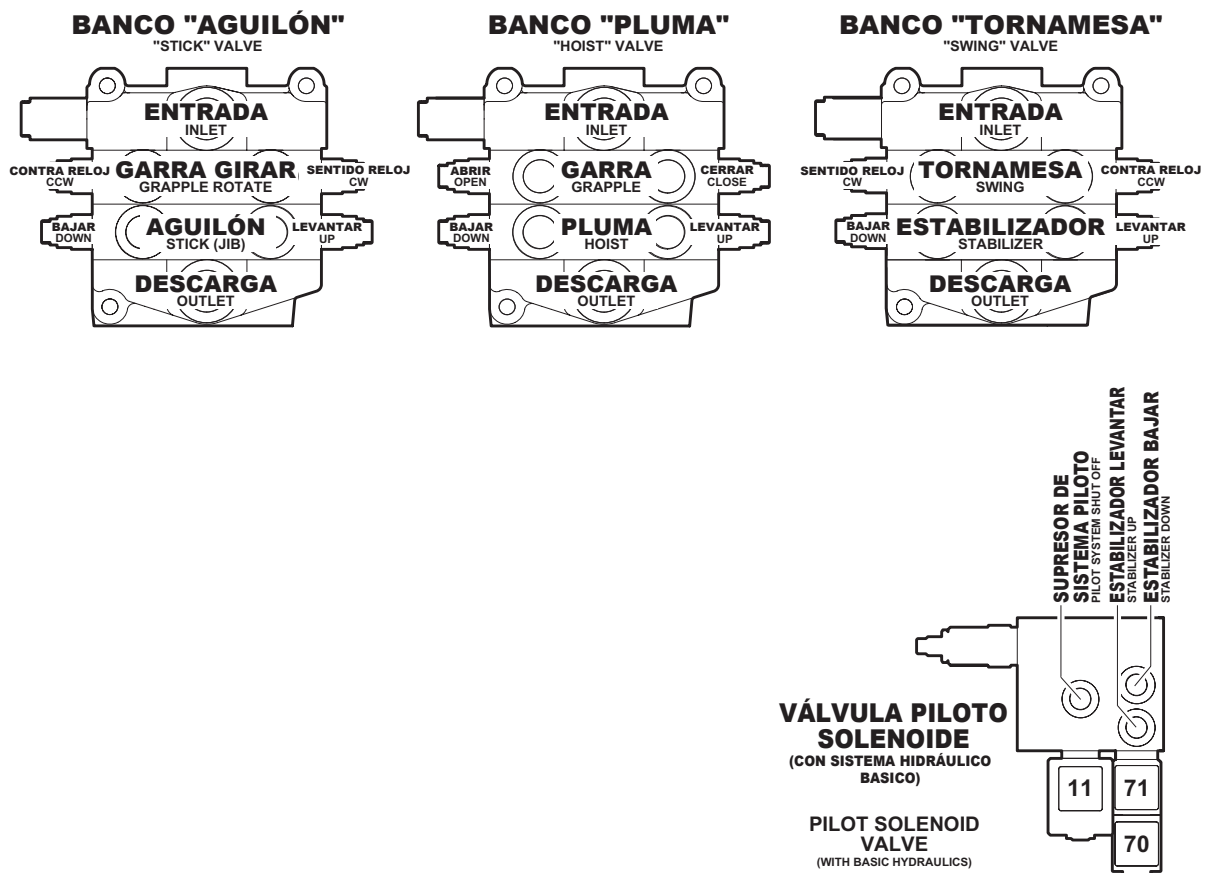 BANCO "AGUILÓN"
"STICK" VALVE
ENTRADA
INLET
CONTRA RELOJ
CCW
GARRA GIRAR
GRAPPLE ROTATE
SENTIDO RELOJ
CW
BAJAR
DOWN
AGUILÓN
STICK (JIB)
LEVANTAR
UP
DESCARGA
OUTLET
BANCO "PLUMA"
"HOIST" VALVE
ENTRADA
INLET
ABRIR
OPEN
GARRA
GRAPPLE
CERRAR
CLOSE
BAJAR
DOWN
PLUMA
HOIST
LEVANTAR
UP
DESCARGA
OUTLET
BANCO "TORNAMESA"
"SWING" VALVE
ENTRADA
INLET
SENTIDO RELOJ
CW
TORNAMESA
SWING
CONTRA RELOJ
CCW
BAJAR
DOWN
ESTABILIZADOR
STABILIZER
LEVANTAR
UP
DESCARGA
OUTLET
SUPRESOR DE
SISTEMA PILOTO
PILOT SYSTEM SHUT OFF
ESTABILIZADOR LEVANTAR
STABILIZER UP
ESTABILIZADOR BAJAR
STABILIZER DOWN
VÁLVULA PILOTO
SOLENOIDE
(CON SISTEMA HIDRÁULICO
BASICO)
PILOT SOLENOID
VALVE
(WITH BASIC HYDRAULICS)
11
71
70